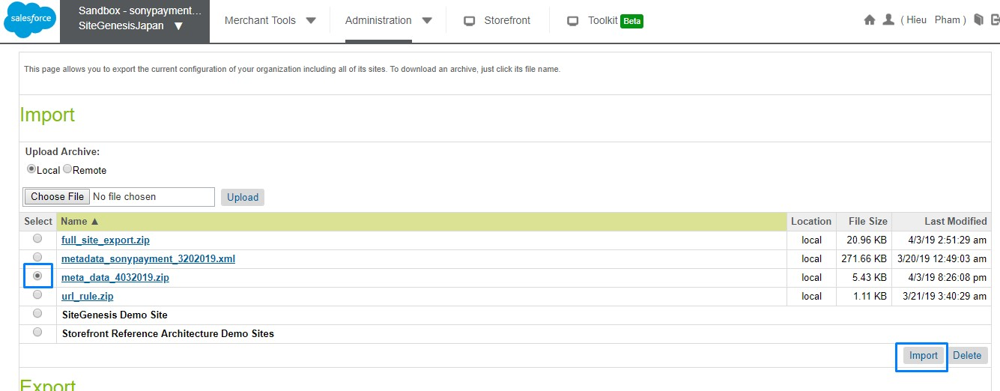 salesforce
Sandbox - sonypayment...
SiteGenesisJapan ▼
Merchant Tools
Administration
Storefront
Toolkit Beta
( Hieu Pham )
This page allows you to export the current configuration of your organization including all of its sites. To download an archive, just click its file name.
Import
Upload Archive:
Local Remote
Choose File No file chosen Upload
Select Name ▲ Location File Size Last Modified
full_site_export.zip local 20.96 KB 4/3/19 2:51:29 am
metadata_sonypayment_3202019.xml local 271.66 KB 3/20/19 12:49:03 am
meta_data_4032019.zip local 5.43 KB 4/3/19 8:26:08 pm
url_rule.zip local 1.11 KB 3/21/19 3:40:29 am
SiteGenesis Demo Site
Storefront Reference Architecture Demo Sites
Import Delete
Export